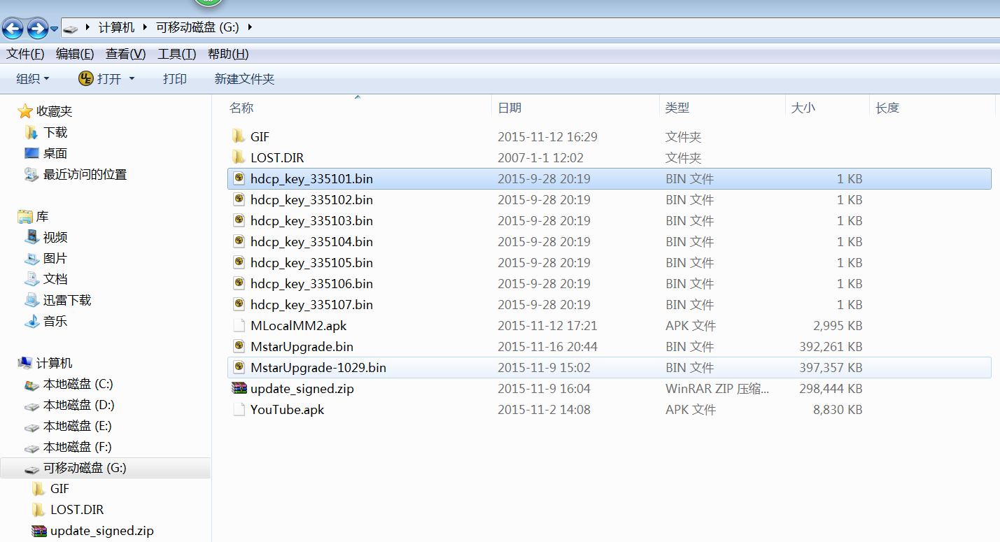 计算机 可移动磁盘 (G:)
文件(F) 编辑(E) 查看(V) 工具(T) 帮助(H)
组织 打开 打印 新建文件夹
收藏夹
下载
桌面
最近访问的位置
库
视频
图片
文档
迅雷下载
音乐
计算机
本地磁盘 (C:)
本地磁盘 (D:)
本地磁盘 (E:)
本地磁盘 (F:)
可移动磁盘 (G:)
GIF
LOST.DIR
update_signed.zip
名称 日期 类型 大小 长度
GIF 2015-11-12 16:29 文件夹
LOST.DIR 2007-1-1 12:02 文件夹
hdcp_key_335101.bin 2015-9-28 20:19 BIN 文件 1 KB
hdcp_key_335102.bin 2015-9-28 20:19 BIN 文件 1 KB
hdcp_key_335103.bin 2015-9-28 20:19 BIN 文件 1 KB
hdcp_key_335104.bin 2015-9-28 20:19 BIN 文件 1 KB
hdcp_key_335105.bin 2015-9-28 20:19 BIN 文件 1 KB
hdcp_key_335106.bin 2015-9-28 20:19 BIN 文件 1 KB
hdcp_key_335107.bin 2015-9-28 20:19 BIN 文件 1 KB
MLocalMM2.apk 2015-11-12 17:21 APK 文件 2,995 KB
MstarUpgrade.bin 2015-11-16 20:44 BIN 文件 392,261 KB
MstarUpgrade-1029.bin 2015-11-9 15:02 BIN 文件 397,357 KB
update_signed.zip 2015-11-9 16:04 WinRAR ZIP 压缩... 298,444 KB
YouTube.apk 2015-11-2 14:08 APK 文件 8,830 KB